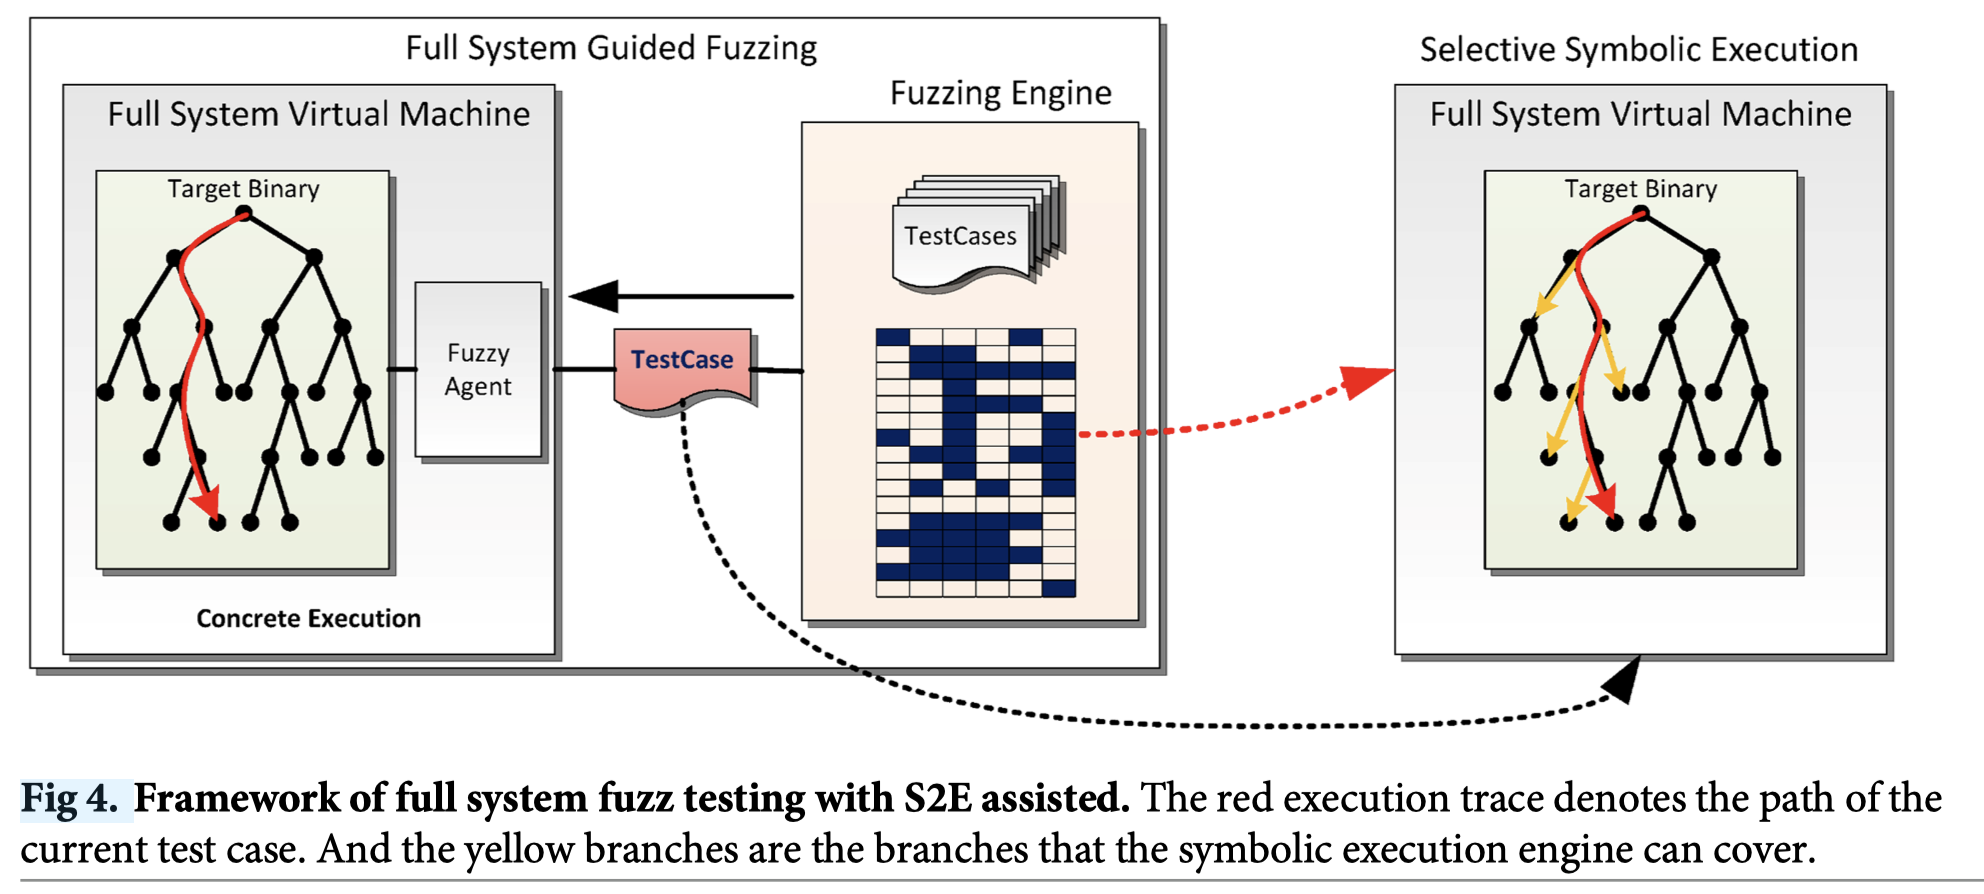 Full System Guided Fuzzing
Full System Virtual Machine
Target Binary
Fuzzy
Agent
Concrete Execution
TestCase
Fuzzing Engine
TestCases
Selective Symbolic Execution
Full System Virtual Machine
Target Binary
Fig 4. Framework of full system fuzz testing with S2E assisted. The red execution trace denotes the path of the
current test case. And the yellow branches are the branches that the symbolic execution engine can cover.